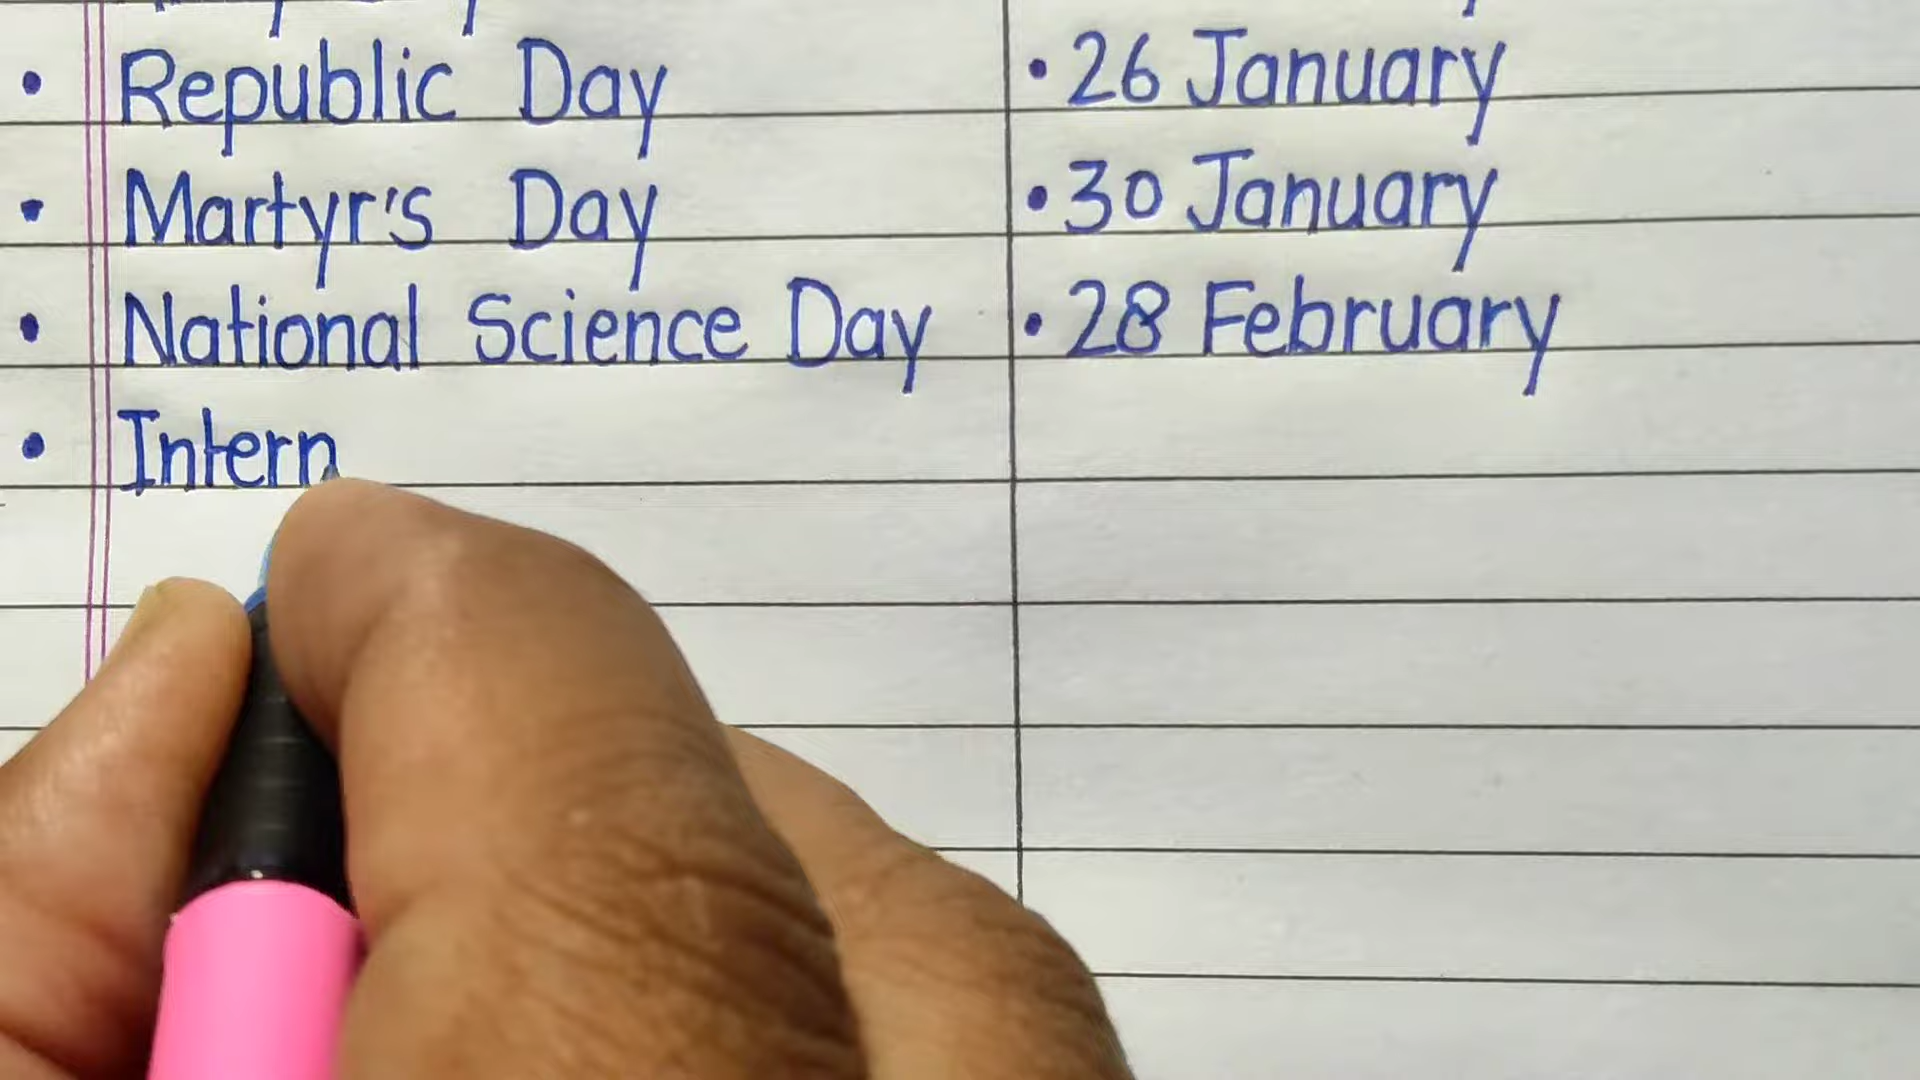 • Republic Day • 26 January
• Martyr's Day • 30 January
• National Science Day • 28 February
• Intern